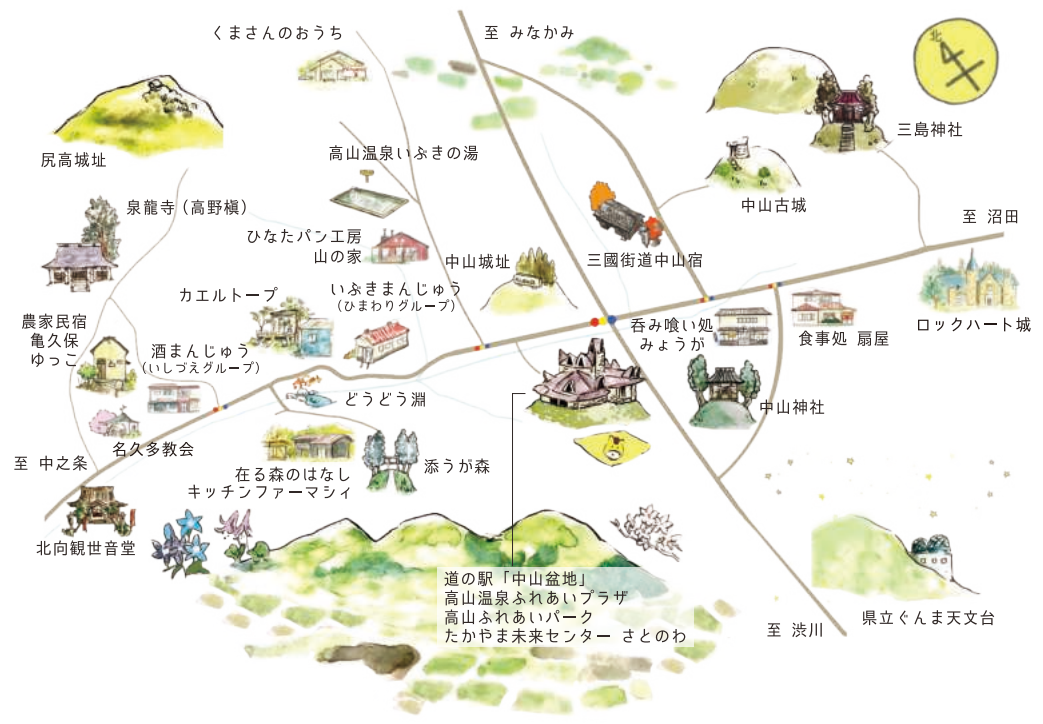 くまさんのおうち
至 みなかみ
北
三島神社
尻高城址
高山温泉いぶきの湯
中山古城
泉龍寺（高野槇）
至 沼田
ひなたパン工房
山の家
中山城址
三國街道中山宿
カエルトープ
いぶきまんじゅう
（ひまわりグループ）
農家民宿
亀久保
ゆっこ
酒まんじゅう
（いしづえグループ）
呑み喰い処
みょうが
食事処 扇屋
ロックハート城
どうどう淵
中山神社
名久多教会
至 中之条
在る森のはなし
キッチンファーマシィ
添うが森
北向観世音堂
道の駅「中山盆地」
高山温泉ふれあいプラザ
高山ふれあいパーク
たかやま未来センター さとのわ
至 渋川
県立ぐんま天文台